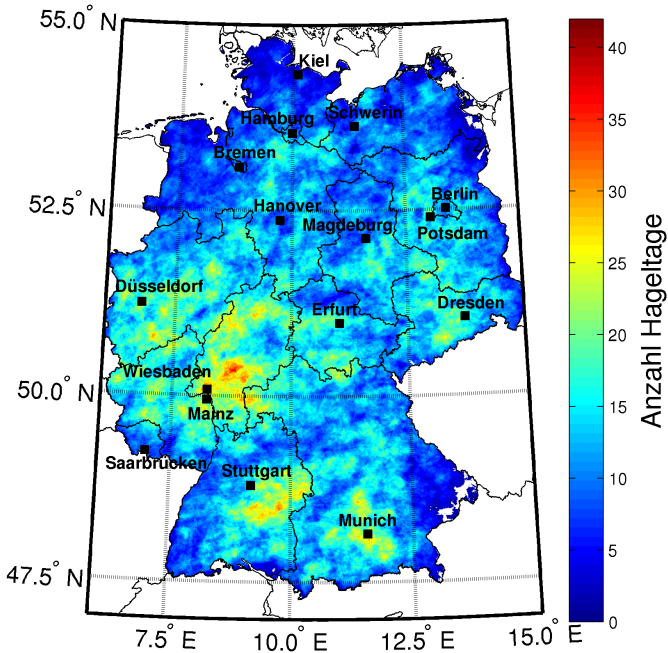 55.0° N
40
Kiel
35
Hamburg
Schwerin
Bremen
30
52.5° N
Berlin
Hanover
Magdeburg
Potsdam
25
Düsseldorf
Erfurt
Dresden
20
Wiesbaden
50.0° N
Mainz
15
Saarbrücken
Stuttgart
10
Munich
5
47.5° N
0
7.5° E
10.0° E
12.5° E
15.0° E
Anzahl Hageltage